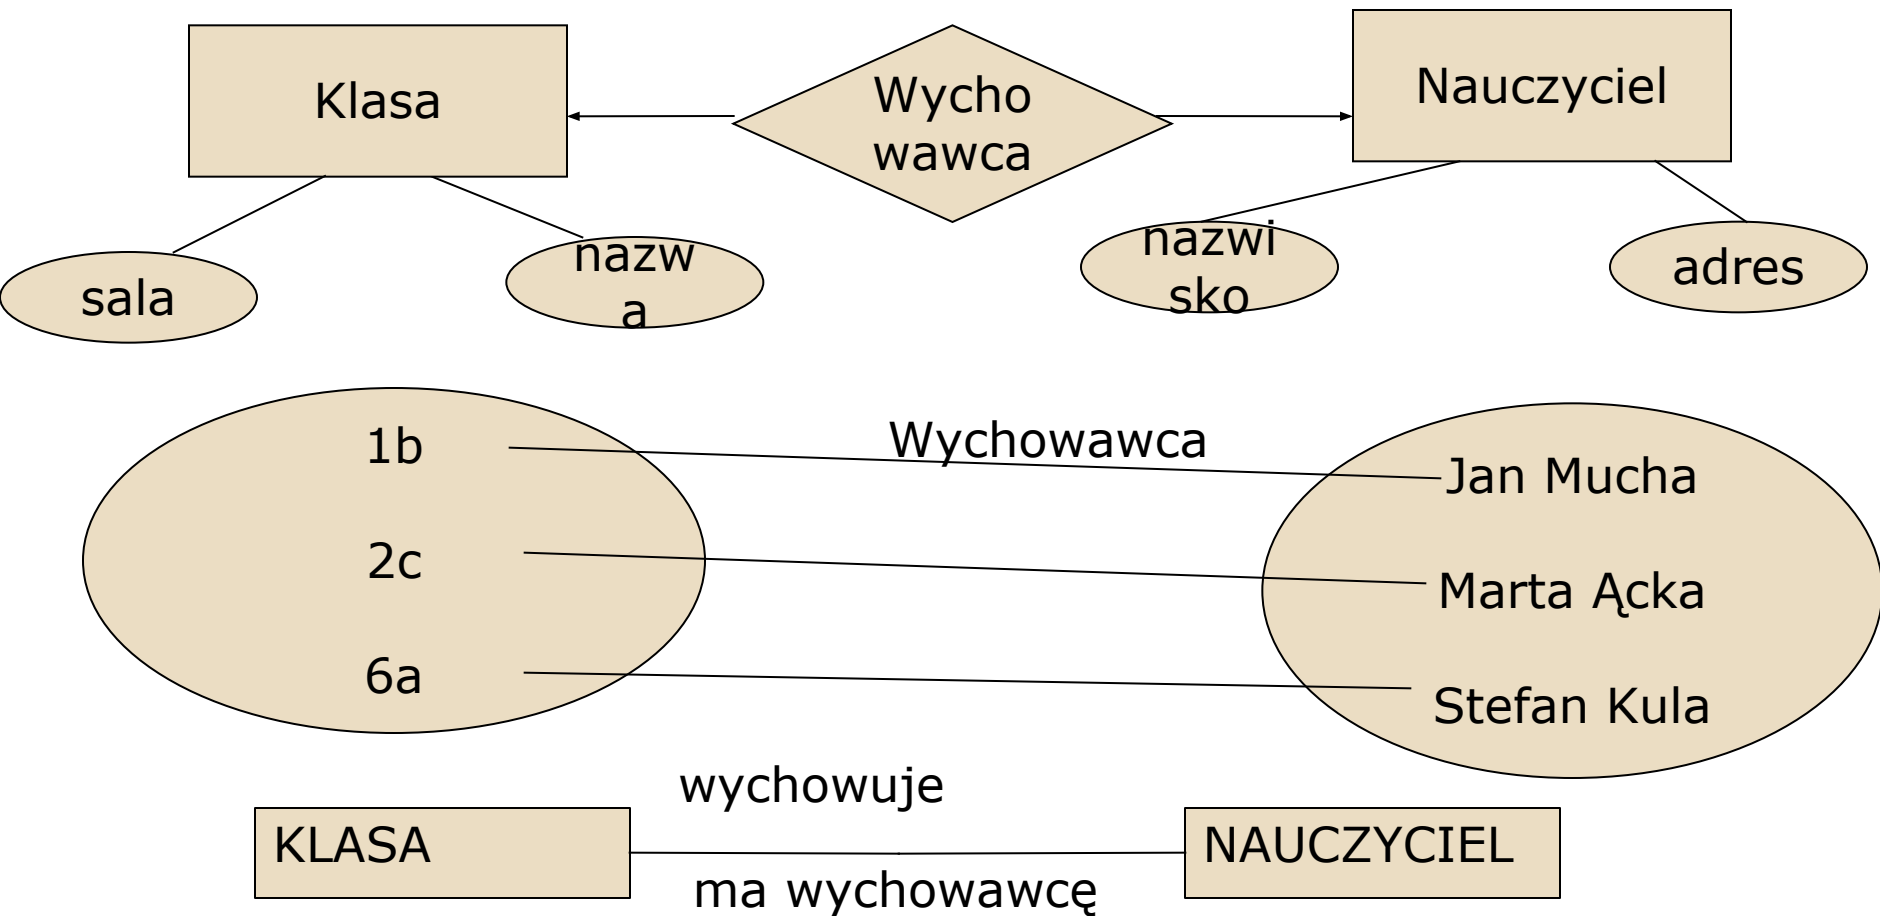 Klasa
Wycho
wawca
Nauczyciel
sala
nazw
a
nazwi
sko
adres
1b
2c
6a
Wychowawca
Jan Mucha
Marta Ącka
Stefan Kula
wychowuje
KLASA
NAUCZYCIEL
ma wychowawcę